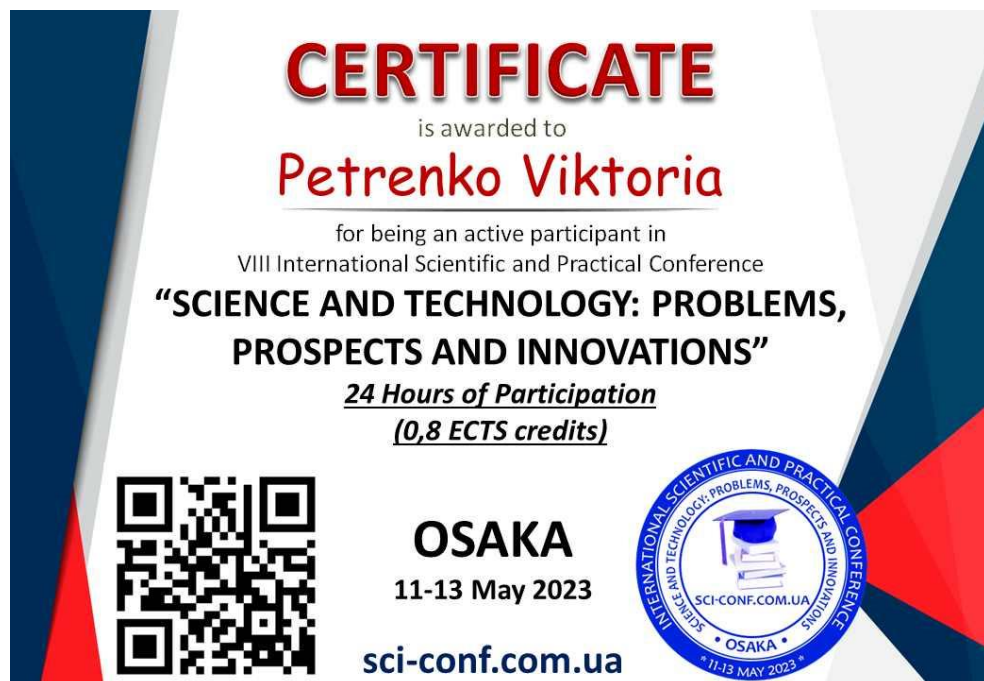 CERTIFICATE
is awarded to
Petrenko Viktoria
for being an active participant in
VIII International Scientific and Practical Conference
“SCIENCE AND TECHNOLOGY: PROBLEMS,
PROSPECTS AND INNOVATIONS”
24 Hours of Participation
(0,8 ECTS credits)
OSAKA
11-13 May 2023
sci-conf.com.ua
INTERNATIONAL SCIENTIFIC AND PRACTICAL CONFERENCE
SCIENCE AND TECHNOLOGY: PROBLEMS, PROSPECTS AND INNOVATIONS
SCI-CONF.COM.UA
• OSAKA •
* 11-13 MAY 2023 *